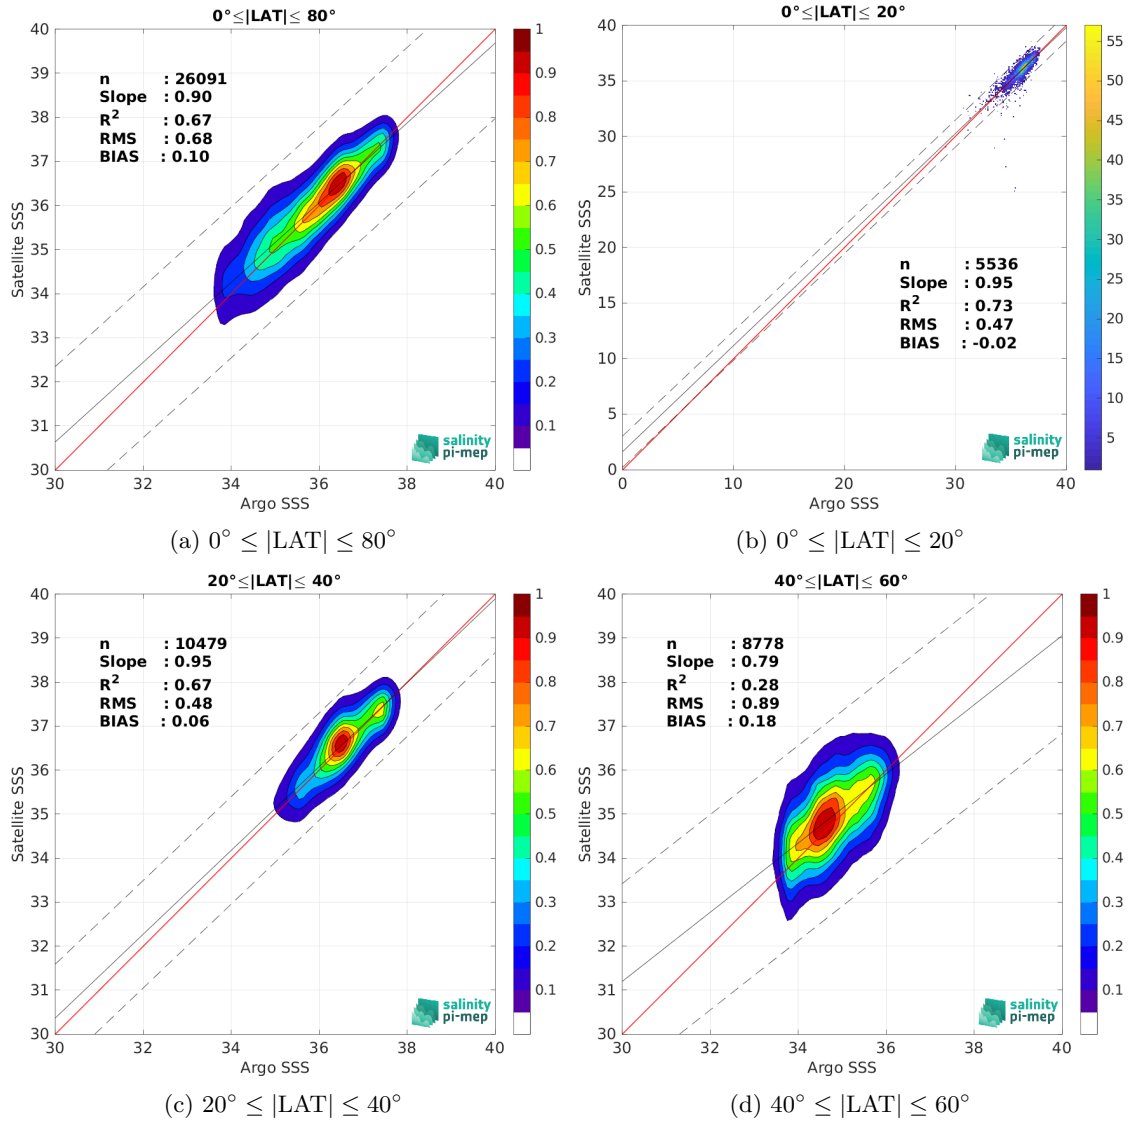 0°≤|LAT|≤ 80°
n : 26091
Slope : 0.90
R² : 0.67
RMS : 0.68
BIAS : 0.10
Satellite SSS
40
39
38
37
36
35
34
33
32
31
30
30 32 34 36 38 40
Argo SSS
1
0.9
0.8
0.7
0.6
0.5
0.4
0.3
0.2
0.1
salinity
pi-mep
(a) 0° ≤ |LAT| ≤ 80°
0°≤|LAT|≤ 20°
n : 5536
Slope : 0.95
R² : 0.73
RMS : 0.47
BIAS : -0.02
Satellite SSS
40
35
30
25
20
15
10
5
0
0 10 20 30 40
Argo SSS
55
50
45
40
35
30
25
20
15
10
5
salinity
pi-mep
(b) 0° ≤ |LAT| ≤ 20°
20°≤|LAT|≤ 40°
n : 10479
Slope : 0.95
R² : 0.67
RMS : 0.48
BIAS : 0.06
Satellite SSS
40
39
38
37
36
35
34
33
32
31
30
30 32 34 36 38 40
Argo SSS
1
0.9
0.8
0.7
0.6
0.5
0.4
0.3
0.2
0.1
salinity
pi-mep
(c) 20° ≤ |LAT| ≤ 40°
40°≤|LAT|≤ 60°
n : 8778
Slope : 0.79
R² : 0.28
RMS : 0.89
BIAS : 0.18
Satellite SSS
40
39
38
37
36
35
34
33
32
31
30
30 32 34 36 38 40
Argo SSS
1
0.9
0.8
0.7
0.6
0.5
0.4
0.3
0.2
0.1
salinity
pi-mep
(d) 40° ≤ |LAT| ≤ 60°